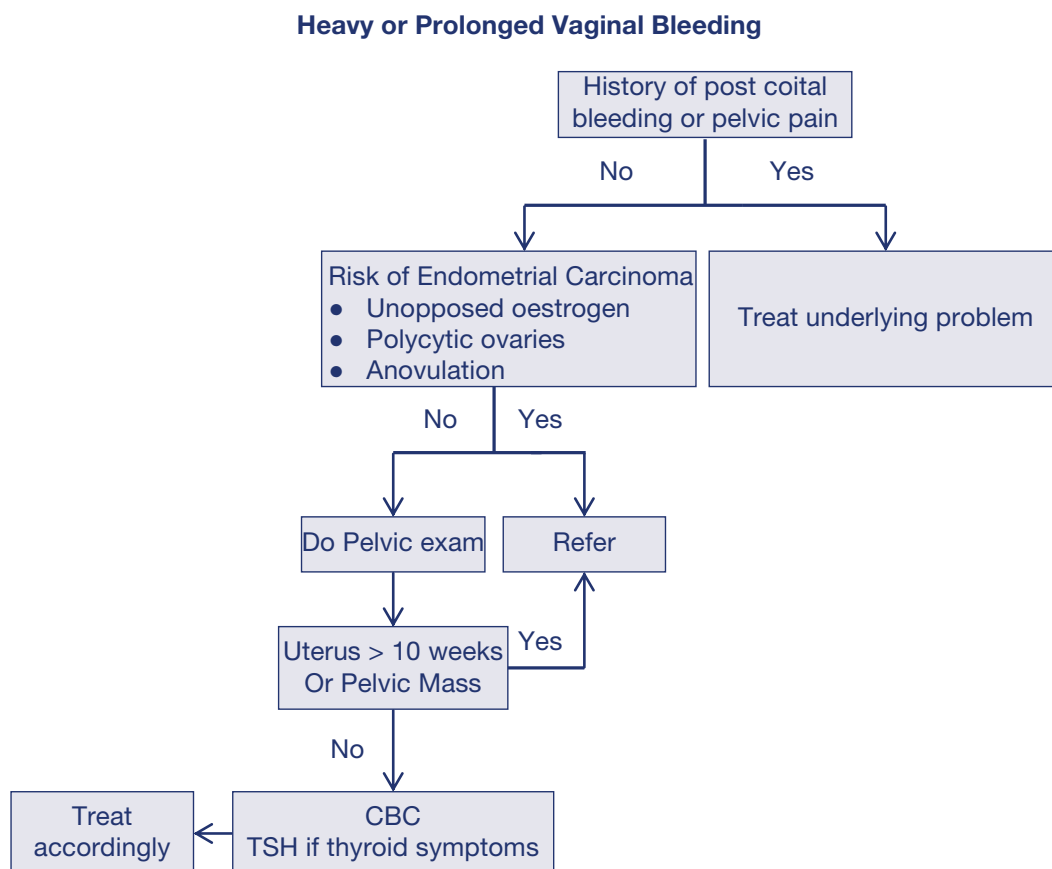 Heavy or Prolonged Vaginal Bleeding
History of post coital
bleeding or pelvic pain
No
Yes
Risk of Endometrial Carcinoma
● Unopposed oestrogen
● Polycytic ovaries
● Anovulation
Treat underlying problem
No
Yes
Do Pelvic exam
Refer
Uterus > 10 weeks
Or Pelvic Mass
Yes
No
Treat
accordingly
CBC
TSH if thyroid symptoms